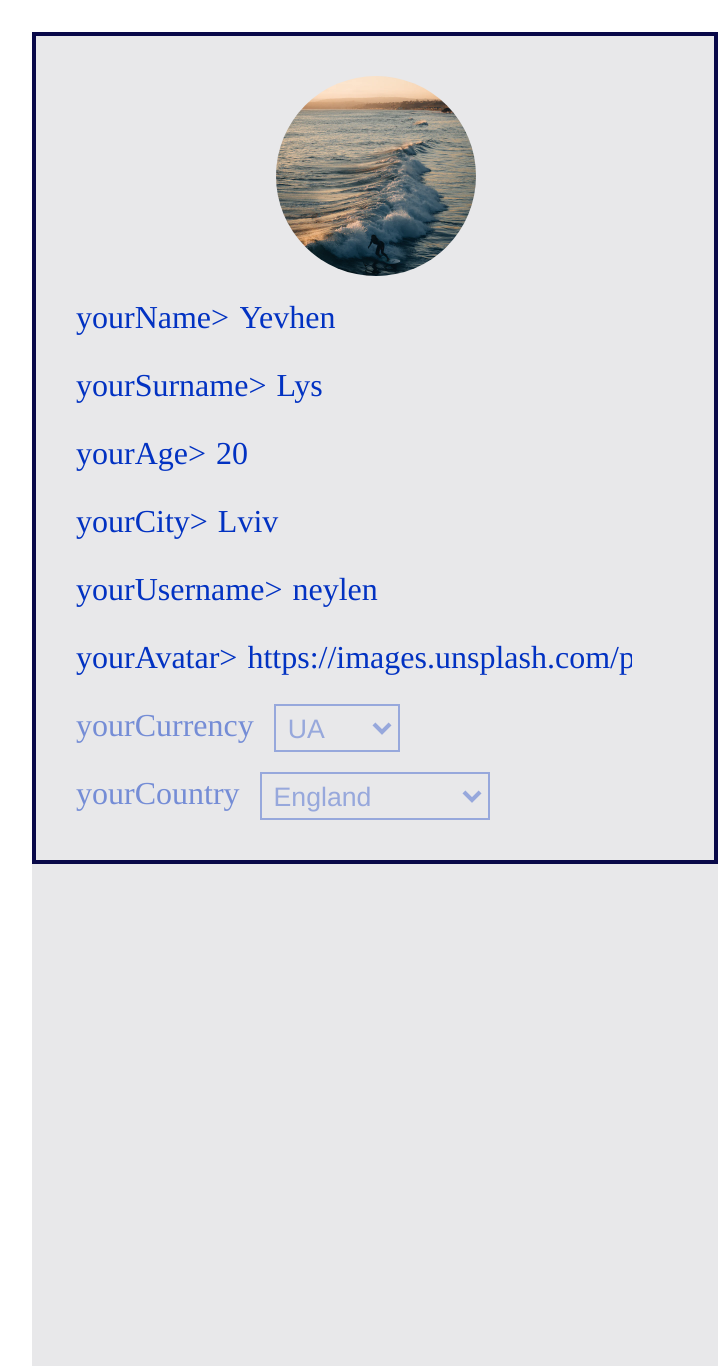 yourName> Yevhen
yourSurname> Lys
yourAge> 20
yourCity> Lviv
yourUsername> neylen
yourAvatar> https://images.unsplash.com/p
yourCurrency UA
yourCountry England